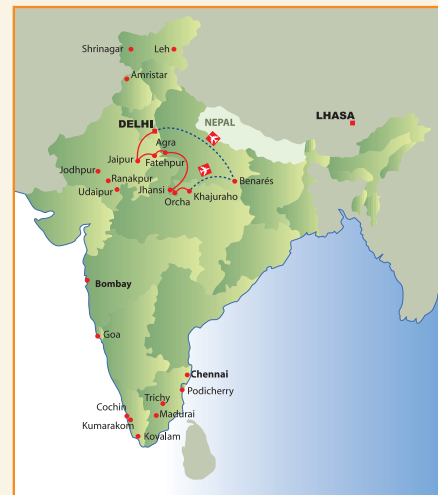 Shrinagar
Leh
Amristar
DELHI
NEPAL
LHASA
Agra
Jaipur
Fatehpur
Jodhpur
Ranakpur
Udaipur
Jhansi
Orcha
Khajuraho
Benarés
Bombay
Goa
Chennai
Podicherry
Trichy
Cochin
Madurai
Kumarakom
Kovalam